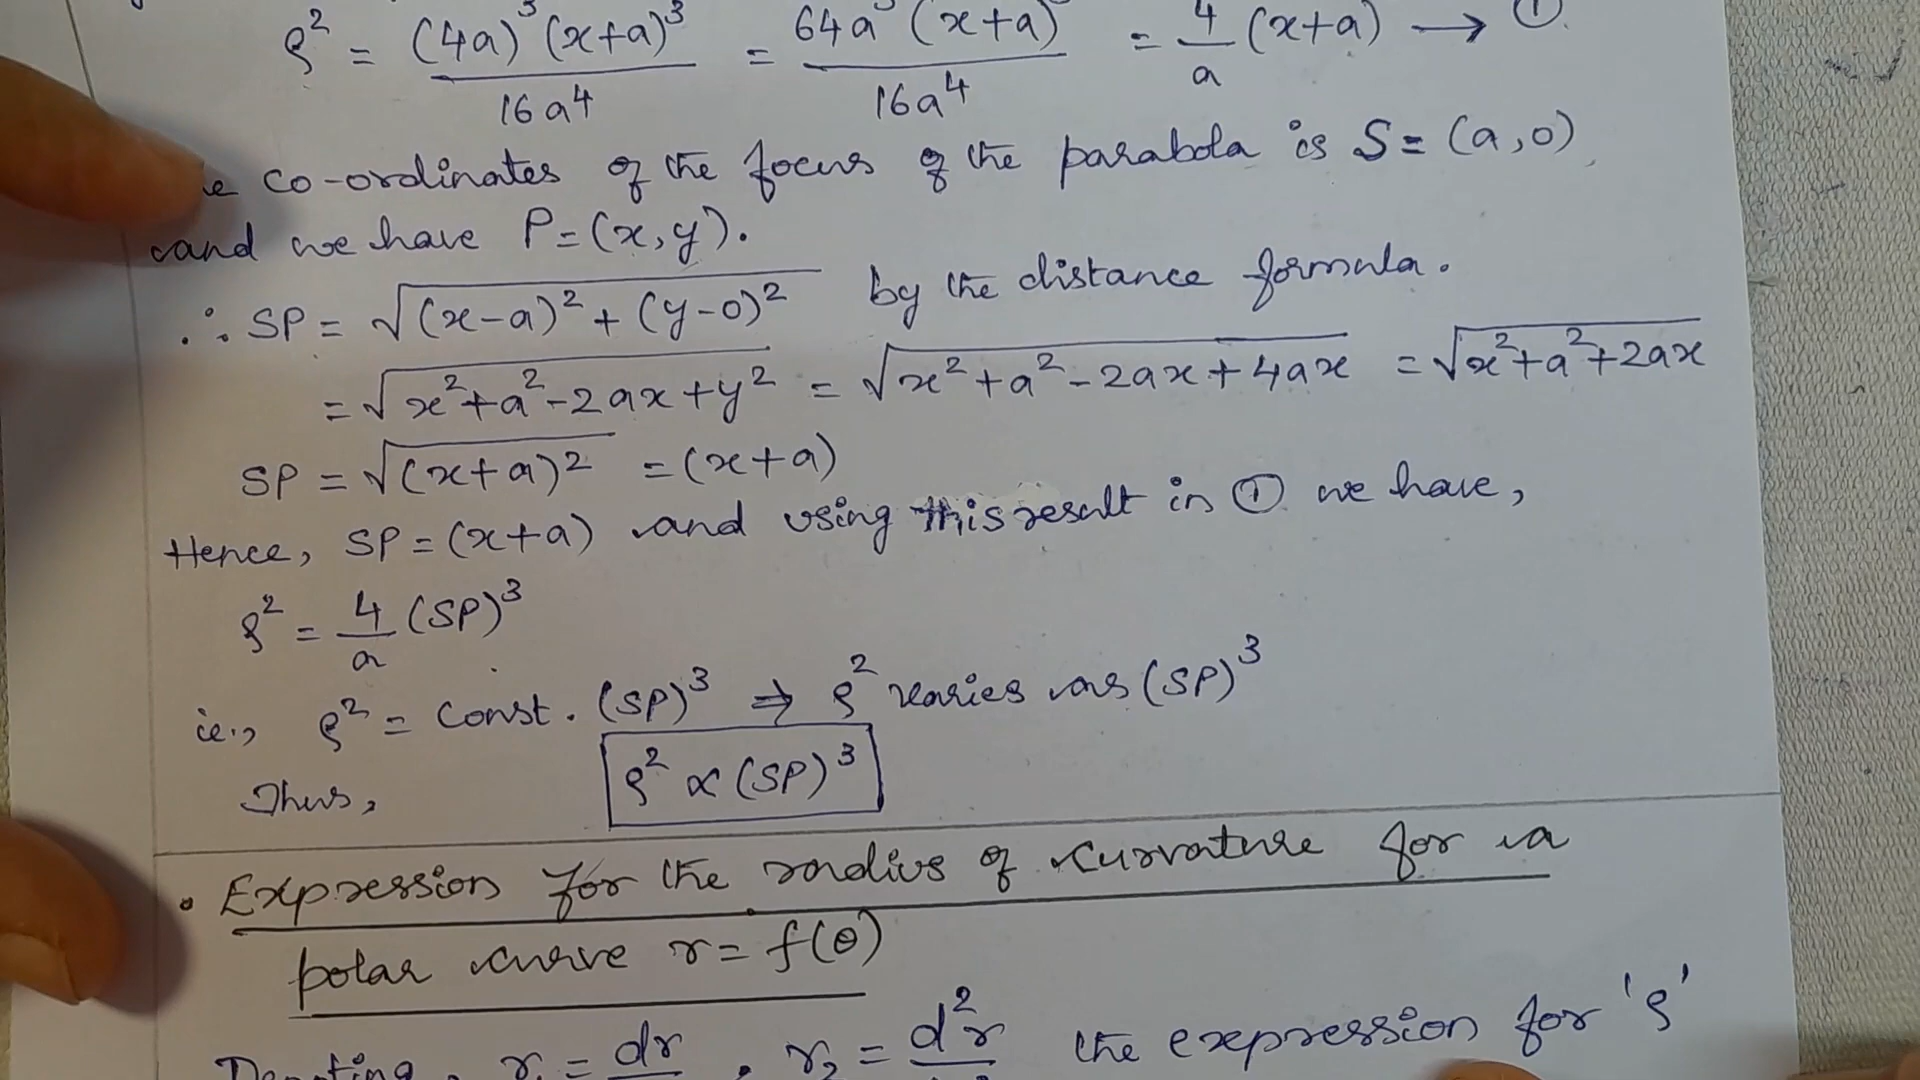 ρ² = (4a)³(x+a)³ / 16a⁴ = 64a³(x+a) / 16a⁴ = 4/a (x+a) → ①
co-ordinates of the focus of the parabola is S = (a,0)
and we have P = (x,y).
∴ SP = √((x-a)² + (y-0)²) by the distance formula.
= √(x²+a²-2ax+y²) = √(x²+a²-2ax+4ax) = √(x²+a²+2ax)
SP = √((x+a)²) = (x+a)
Hence, SP = (x+a) and using this result in ① we have,
ρ² = 4/a (SP)³
ie., ρ² = Const. (SP)³ ⇒ ρ² varies as (SP)³
Thus, ρ² ∝ (SP)³
• Expression for the radius of curvature for a
polar curve r = f(θ)
Denoting, r₁ = dr , r₂ = d²r the expression for 'ρ'